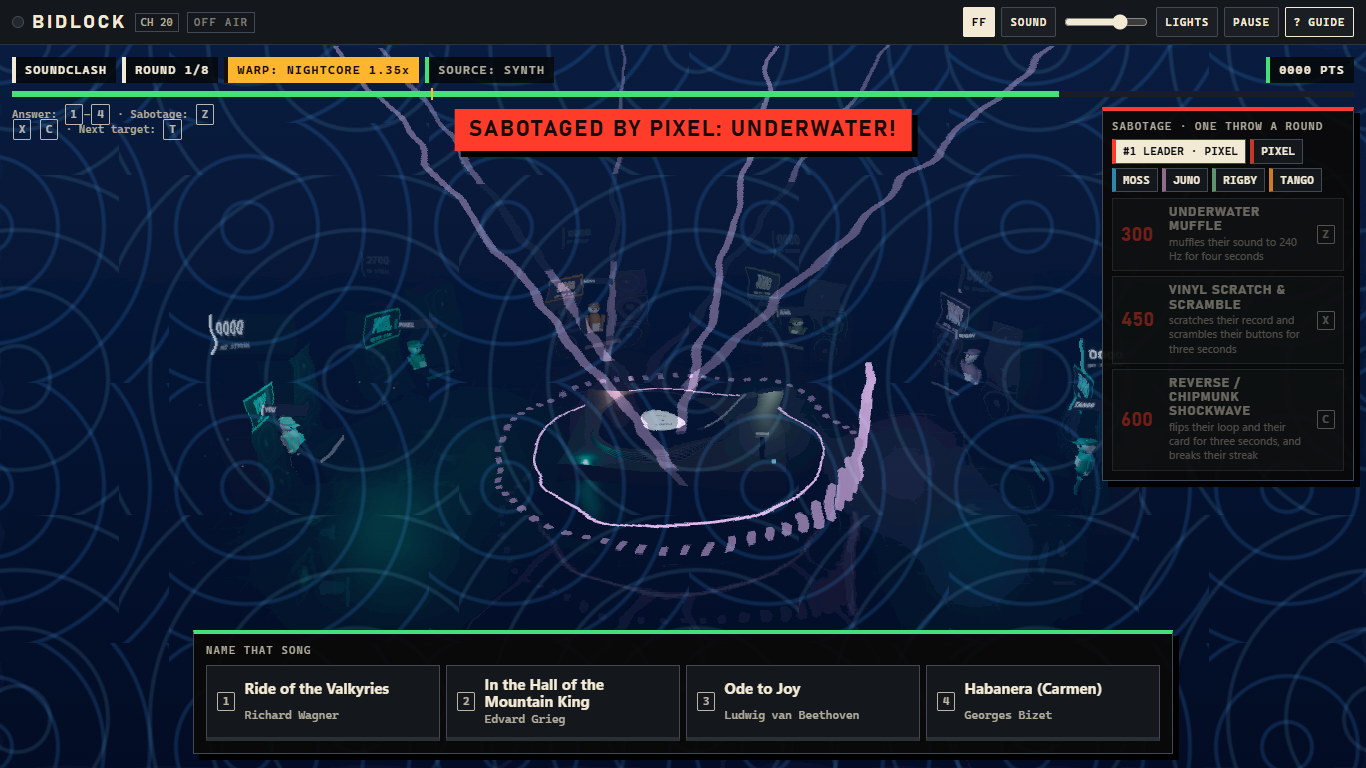 BIDLOCK CH 20 OFF AIR FF SOUND LIGHTS PAUSE ? GUIDE
SOUNDCLASH ROUND 1/8 WARP: NIGHTCORE 1.35x SOURCE: SYNTH 0000 PTS
Answer: 1 - 4 · Sabotage: Z
X C · Next target: T
SABOTAGED BY PIXEL: UNDERWATER!
SABOTAGE · ONE THROW A ROUND
#1 LEADER · PIXEL PIXEL
MOSS JUNO RIGBY TANGO
300 UNDERWATER MUFFLE Z
muffles their sound to 240
Hz for four seconds
450 VINYL SCRATCH & SCRAMBLE X
scratches their record and
scrambles their buttons for
three seconds
600 REVERSE / CHIPMUNK SHOCKWAVE C
flips their loop and their
card for three seconds, and
breaks their streak
0000
PIXEL
YOU
TANGO
NAME THAT SONG
1 Ride of the Valkyries
Richard Wagner
2 In the Hall of the
Mountain King
Edvard Grieg
3 Ode to Joy
Ludwig van Beethoven
4 Habanera (Carmen)
Georges Bizet